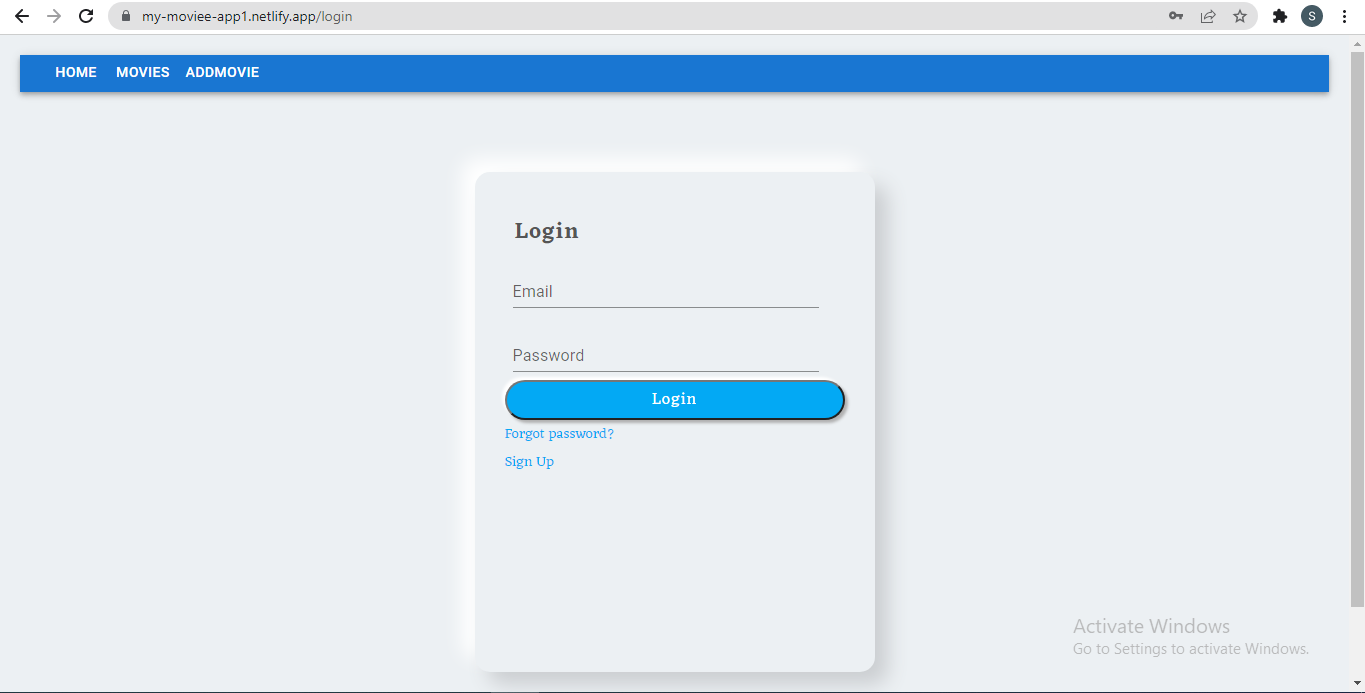 my-moviee-app1.netlify.app/login
S
HOME MOVIES ADDMOVIE
Login
Email
Password
Login
Forgot password?
Sign Up
Activate Windows
Go to Settings to activate Windows.